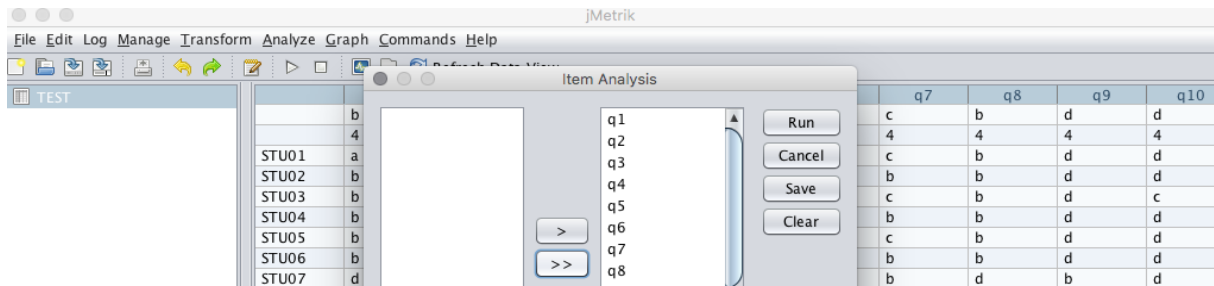 jMetrik
File Edit Log Manage Transform Analyze Graph Commands Help
Refresh Data View
Item Analysis
TEST
q7 q8 q9 q10
b c b d d
4 4 4 4 4
STU01 a c b d d
STU02 b b b d d
STU03 b c b d c
STU04 b b b d d
STU05 b c b d d
STU06 b b b d d
STU07 d b d b d
q1
q2
q3
q4
q5
q6
q7
q8
>
>>
Run
Cancel
Save
Clear